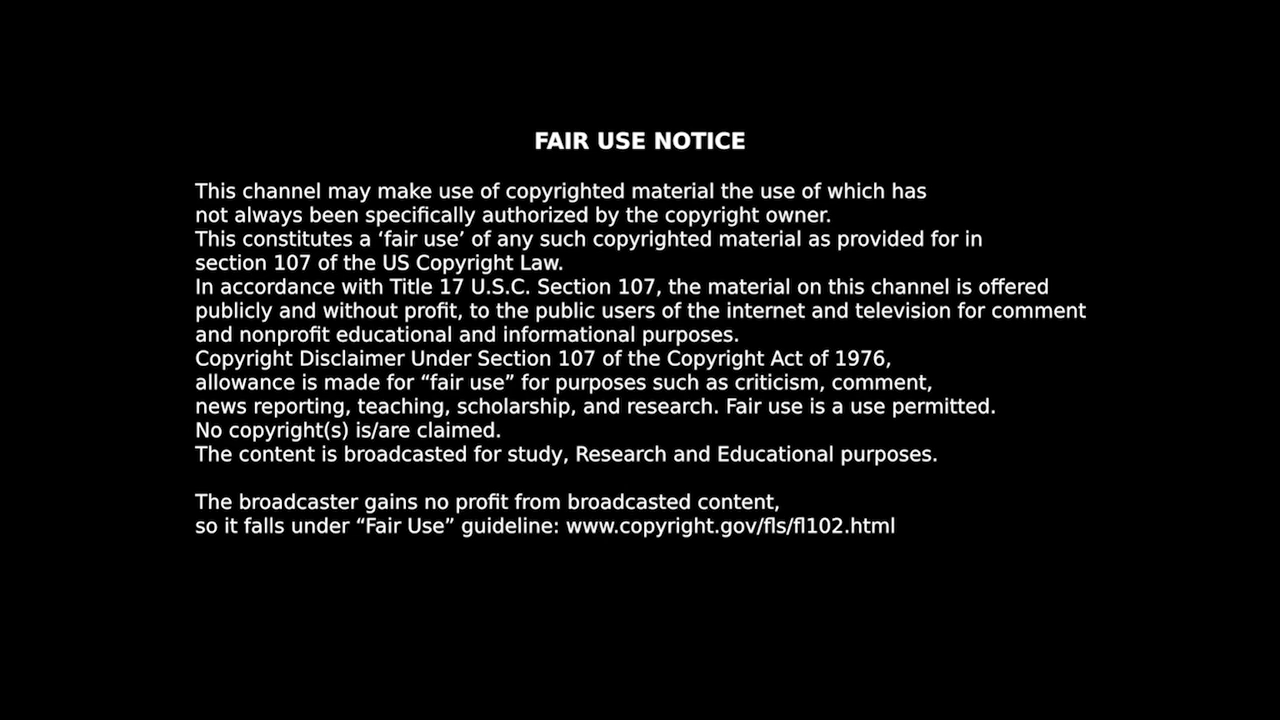 FAIR USE NOTICE
This channel may make use of copyrighted material the use of which has
not always been specifically authorized by the copyright owner.
This constitutes a ‘fair use’ of any such copyrighted material as provided for in
section 107 of the US Copyright Law.
In accordance with Title 17 U.S.C. Section 107, the material on this channel is offered
publicly and without profit, to the public users of the internet and television for comment
and nonprofit educational and informational purposes.
Copyright Disclaimer Under Section 107 of the Copyright Act of 1976,
allowance is made for “fair use” for purposes such as criticism, comment,
news reporting, teaching, scholarship, and research. Fair use is a use permitted.
No copyright(s) is/are claimed.
The content is broadcasted for study, Research and Educational purposes.
The broadcaster gains no profit from broadcasted content,
so it falls under “Fair Use” guideline: www.copyright.gov/fls/fl102.html